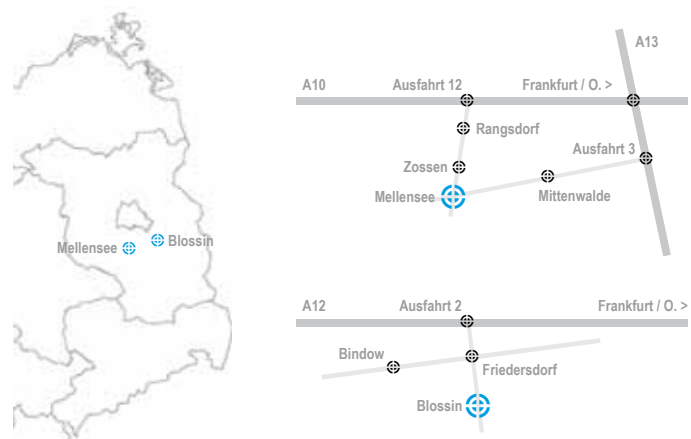 A13
A10
Ausfahrt 12
Frankfurt / O. >
Rangsdorf
Ausfahrt 3
Zossen
Mellensee
Mittenwalde
Mellensee
Blossin
A12
Ausfahrt 2
Frankfurt / O. >
Bindow
Friedersdorf
Blossin